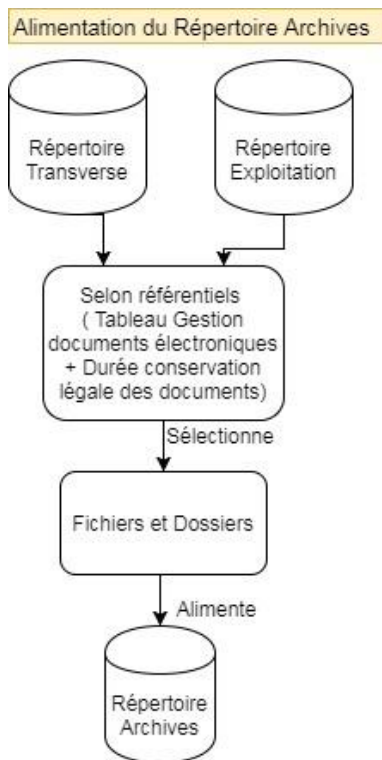 Alimentation du Répertoire Archives
Répertoire
Transverse
Répertoire
Exploitation
Selon référentiels
( Tableau Gestion
documents électroniques
+ Durée conservation
légale des documents)
Sélectionne
Fichiers et Dossiers
Alimente
Répertoire
Archives